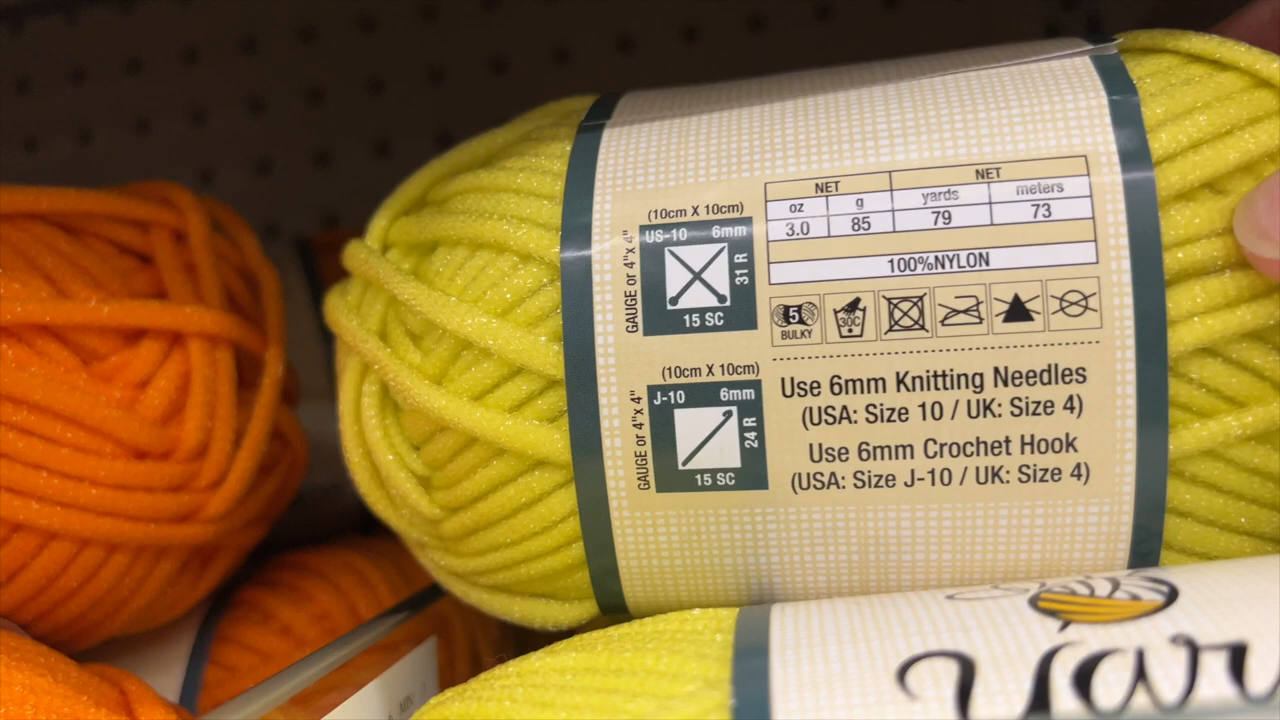 GAUGE or 4"x 4"
(10cm X 10cm)
US-10 6mm
31 R
15 SC
NET NET
oz g yards meters
3.0 85 79 73
100%NYLON
5
BULKY
30C
GAUGE or 4"x 4"
(10cm X 10cm)
J-10 6mm
24 R
15 SC
Use 6mm Knitting Needles
(USA: Size 10 / UK: Size 4)
Use 6mm Crochet Hook
(USA: Size J-10 / UK: Size 4)
Yar